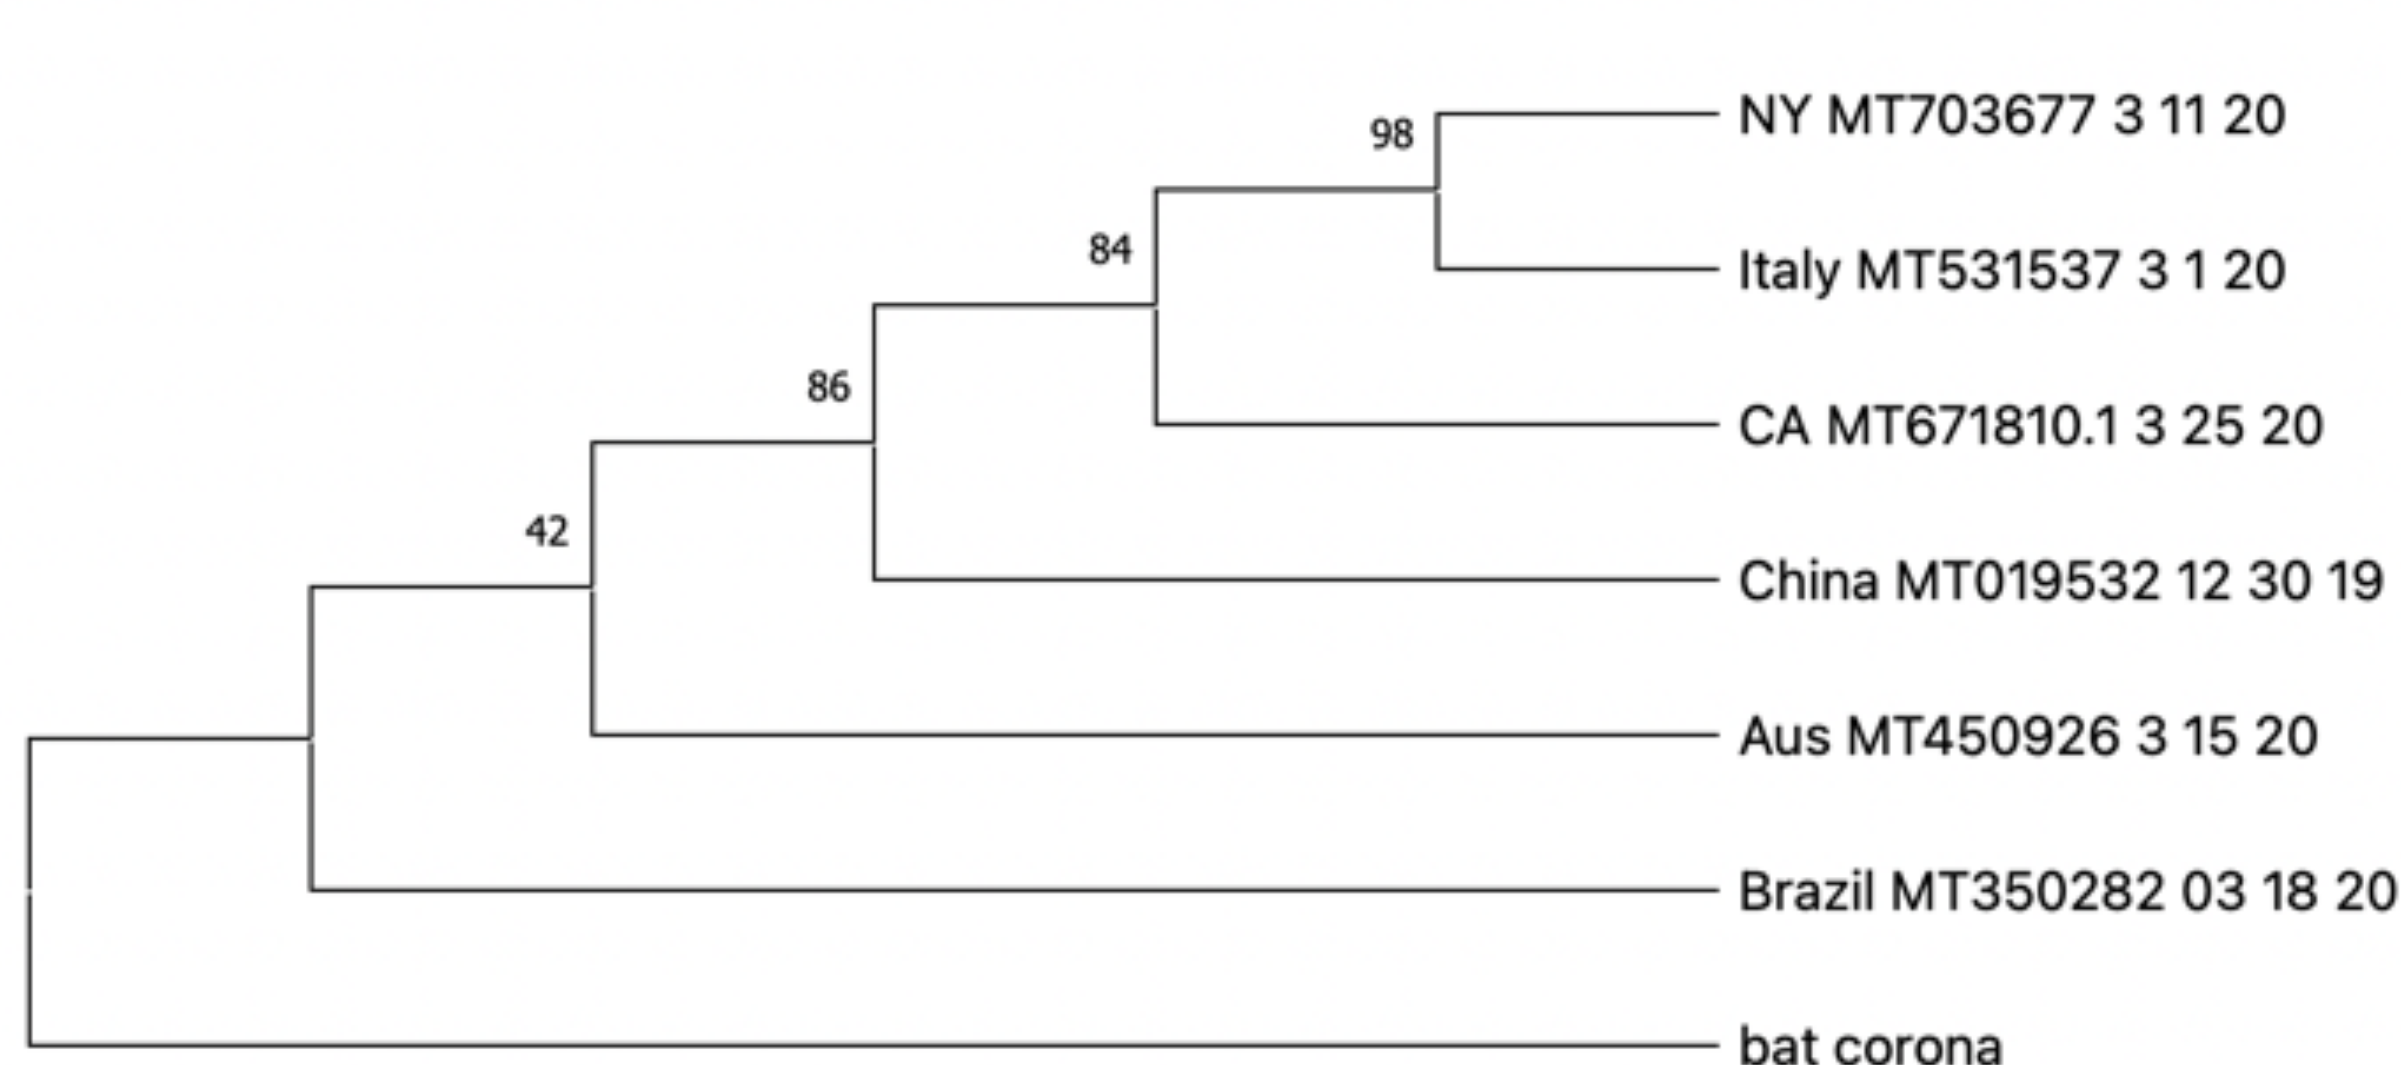 NY MT703677 3 11 20
98
Italy MT531537 3 1 20
84
CA MT671810.1 3 25 20
86
China MT019532 12 30 19
42
Aus MT450926 3 15 20
Brazil MT350282 03 18 20
bat corona